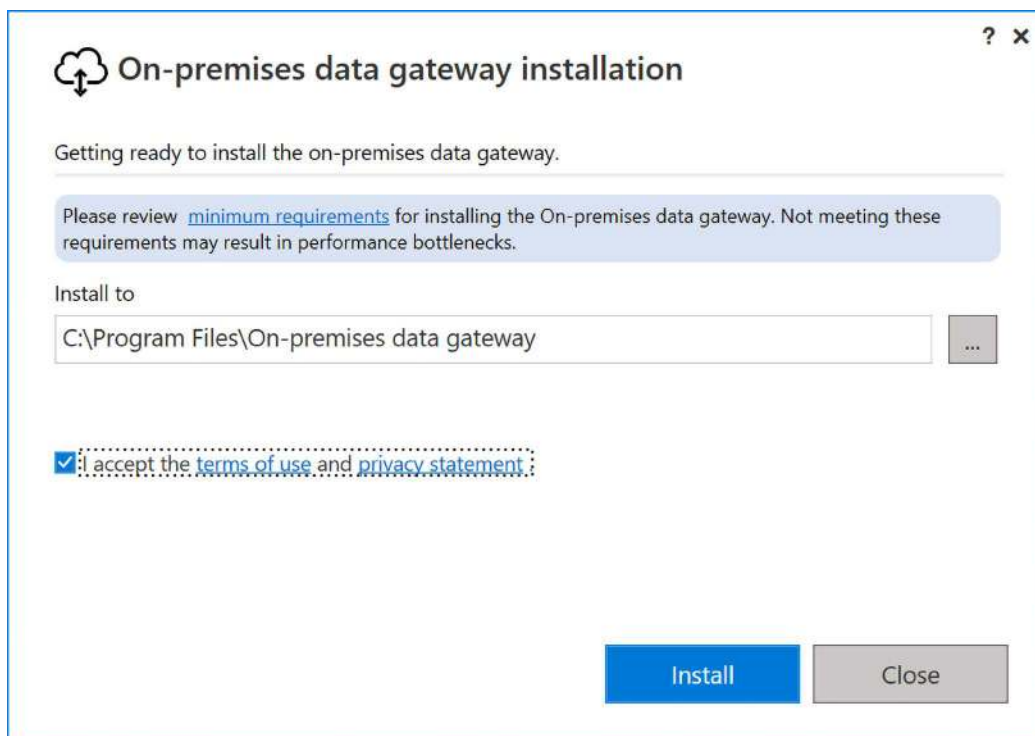 ? ×
On-premises data gateway installation
Getting ready to install the on-premises data gateway.
Please review minimum requirements for installing the On-premises data gateway. Not meeting these
requirements may result in performance bottlenecks.
Install to
C:\Program Files\On-premises data gateway
...
I accept the terms of use and privacy statement
Install
Close